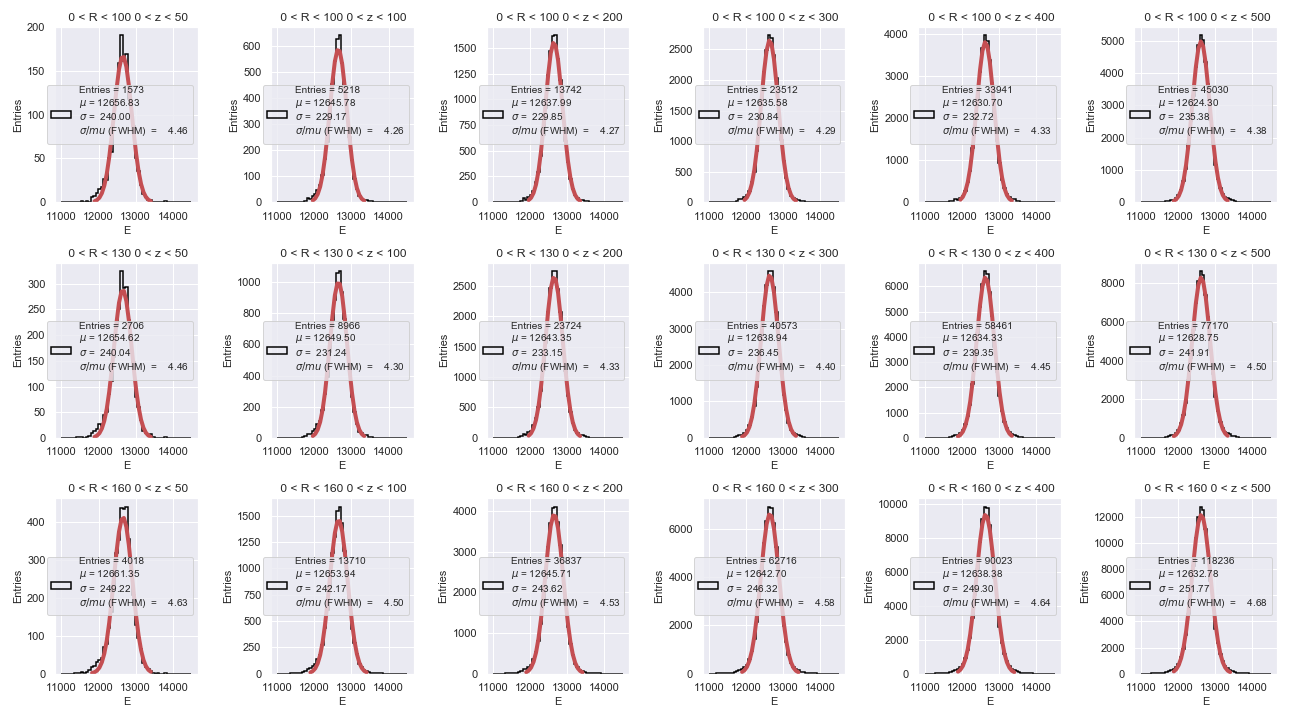 0 < R < 100 0 < z < 50
200
150
100
50
0
Entries
Entries = 1573
μ = 12656.83
σ = 240.00
σ/mu (FWHM) = 4.46
11000 12000 13000 14000
E
0 < R < 100 0 < z < 100
600
500
400
300
200
100
0
Entries
Entries = 5218
μ = 12645.78
σ = 229.17
σ/mu (FWHM) = 4.26
11000 12000 13000 14000
E
0 < R < 100 0 < z < 200
1500
1250
1000
750
500
250
0
Entries
Entries = 13742
μ = 12637.99
σ = 229.85
σ/mu (FWHM) = 4.27
11000 12000 13000 14000
E
0 < R < 100 0 < z < 300
2500
2000
1500
1000
500
0
Entries
Entries = 23512
μ = 12635.58
σ = 230.84
σ/mu (FWHM) = 4.29
11000 12000 13000 14000
E
0 < R < 100 0 < z < 400
4000
3000
2000
1000
0
Entries
Entries = 33941
μ = 12630.70
σ = 232.72
σ/mu (FWHM) = 4.33
11000 12000 13000 14000
E
0 < R < 100 0 < z < 500
5000
4000
3000
2000
1000
0
Entries
Entries = 45030
μ = 12624.30
σ = 235.38
σ/mu (FWHM) = 4.38
11000 12000 13000 14000
E
0 < R < 130 0 < z < 50
300
250
200
150
100
50
0
Entries
Entries = 2706
μ = 12654.62
σ = 240.04
σ/mu (FWHM) = 4.46
11000 12000 13000 14000
E
0 < R < 130 0 < z < 100
1000
800
600
400
200
0
Entries
Entries = 8966
μ = 12649.50
σ = 231.24
σ/mu (FWHM) = 4.30
11000 12000 13000 14000
E
0 < R < 130 0 < z < 200
2500
2000
1500
1000
500
0
Entries
Entries = 23724
μ = 12643.35
σ = 233.15
σ/mu (FWHM) = 4.33
11000 12000 13000 14000
E
0 < R < 130 0 < z < 300
4000
3000
2000
1000
0
Entries
Entries = 40573
μ = 12638.94
σ = 236.45
σ/mu (FWHM) = 4.40
11000 12000 13000 14000
E
0 < R < 130 0 < z < 400
6000
5000
4000
3000
2000
1000
0
Entries
Entries = 58461
μ = 12634.33
σ = 239.35
σ/mu (FWHM) = 4.45
11000 12000 13000 14000
E
0 < R < 130 0 < z < 500
8000
6000
4000
2000
0
Entries
Entries = 77170
μ = 12628.75
σ = 241.91
σ/mu (FWHM) = 4.50
11000 12000 13000 14000
E
0 < R < 160 0 < z < 50
400
300
200
100
0
Entries
Entries = 4018
μ = 12661.35
σ = 249.22
σ/mu (FWHM) = 4.63
11000 12000 13000 14000
E
0 < R < 160 0 < z < 100
1500
1250
1000
750
500
250
0
Entries
Entries = 13710
μ = 12653.94
σ = 242.17
σ/mu (FWHM) = 4.50
11000 12000 13000 14000
E
0 < R < 160 0 < z < 200
4000
3000
2000
1000
0
Entries
Entries = 36837
μ = 12645.71
σ = 243.62
σ/mu (FWHM) = 4.53
11000 12000 13000 14000
E
0 < R < 160 0 < z < 300
6000
4000
2000
0
Entries
Entries = 62716
μ = 12642.70
σ = 246.32
σ/mu (FWHM) = 4.58
11000 12000 13000 14000
E
0 < R < 160 0 < z < 400
10000
8000
6000
4000
2000
0
Entries
Entries = 90023
μ = 12638.38
σ = 249.30
σ/mu (FWHM) = 4.64
11000 12000 13000 14000
E
0 < R < 160 0 < z < 500
12000
10000
8000
6000
4000
2000
0
Entries
Entries = 118236
μ = 12632.78
σ = 251.77
σ/mu (FWHM) = 4.68
11000 12000 13000 14000
E